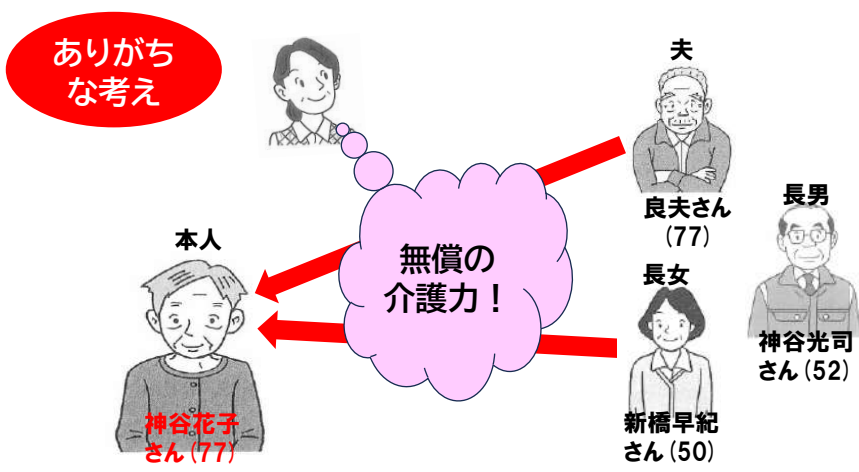 ありがち
な考え
夫
良夫さん
(77)
長男
神谷光司
さん(52)
長女
新橋早紀
さん(50)
無償の
介護力！
本人
神谷花子
さん(77)